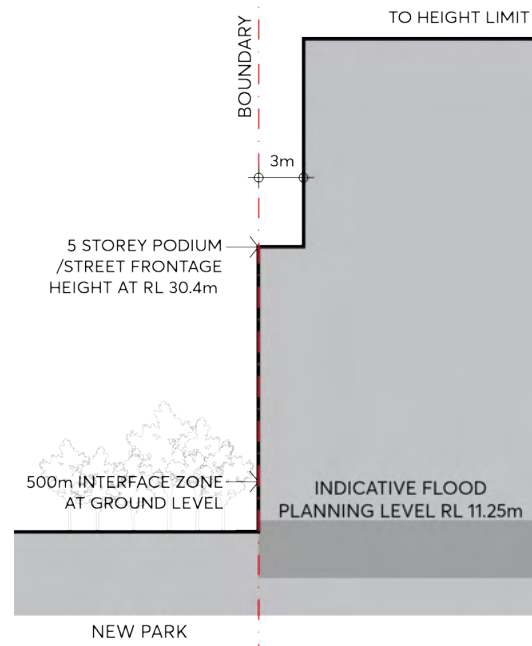 TO HEIGHT LIMIT
BOUNDARY
3m
5 STOREY PODIUM
/STREET FRONTAGE
HEIGHT AT RL 30.4m
500m INTERFACE ZONE
AT GROUND LEVEL
INDICATIVE FLOOD
PLANNING LEVEL RL 11.25m
NEW PARK